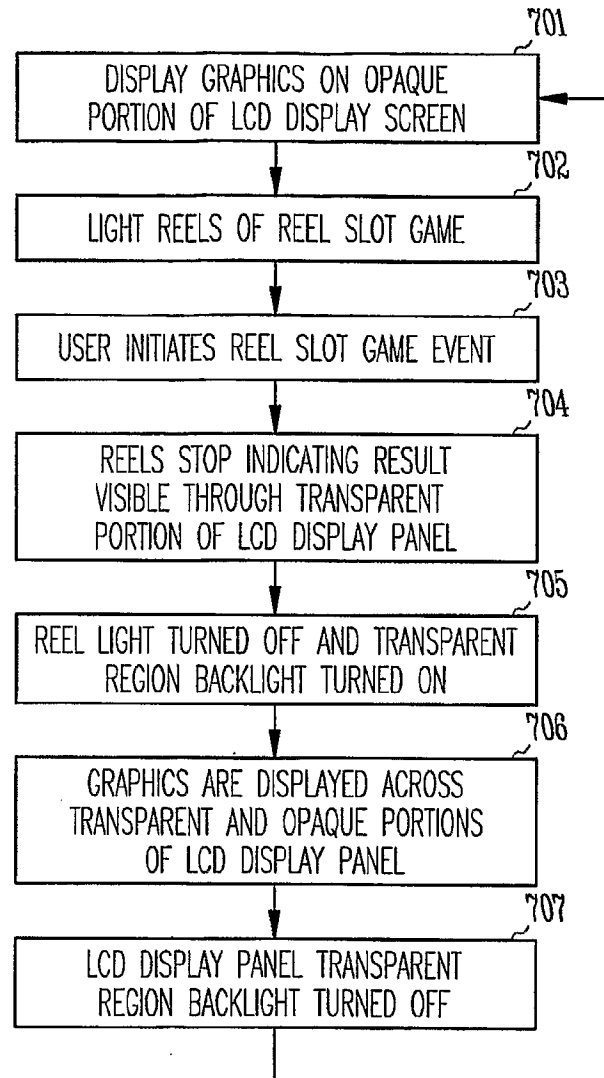 701
DISPLAY GRAPHICS ON OPAQUE
PORTION OF LCD DISPLAY SCREEN
702
LIGHT REELS OF REEL SLOT GAME
703
USER INITIATES REEL SLOT GAME EVENT
704
REELS STOP INDICATING RESULT
VISIBLE THROUGH TRANSPARENT
PORTION OF LCD DISPLAY PANEL
705
REEL LIGHT TURNED OFF AND TRANSPARENT
REGION BACKLIGHT TURNED ON
706
GRAPHICS ARE DISPLAYED ACROSS
TRANSPARENT AND OPAQUE PORTIONS
OF LCD DISPLAY PANEL
707
LCD DISPLAY PANEL TRANSPARENT
REGION BACKLIGHT TURNED OFF